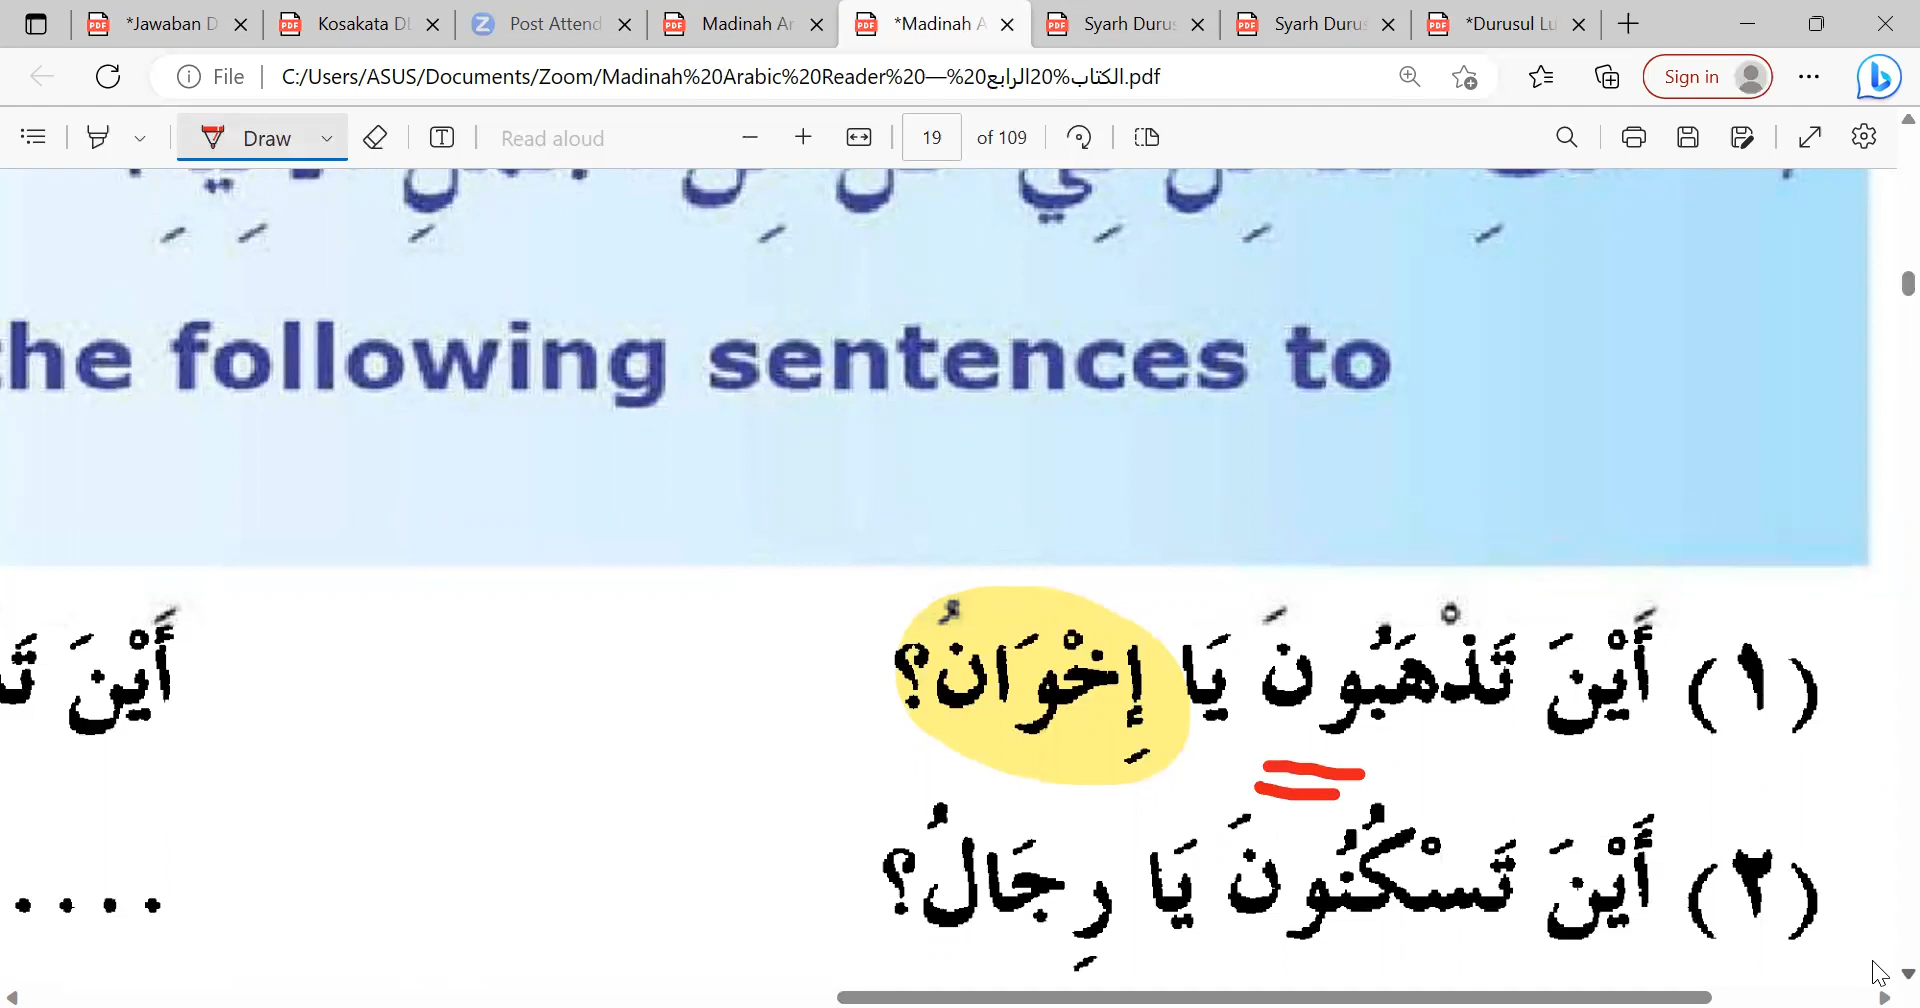 *Jawaban D
Kosakata DL
Post Attend
Madinah Ar
*Madinah A
Syarh Durus
Syarh Durus
*Durusul Lu
File
C:/Users/ASUS/Documents/Zoom/Madinah%20Arabic%20Reader%20—%20الكتاب%20الرابع.pdf
Sign in
Draw
Read aloud
19
of 109
he following sentences to
(١) أَيْنَ تَذْهَبُونَ يَا إِخْوَانُ؟
أَيْنَ
(٢) أَيْنَ تَسْكُنُونَ يَا رِجَالُ؟
....